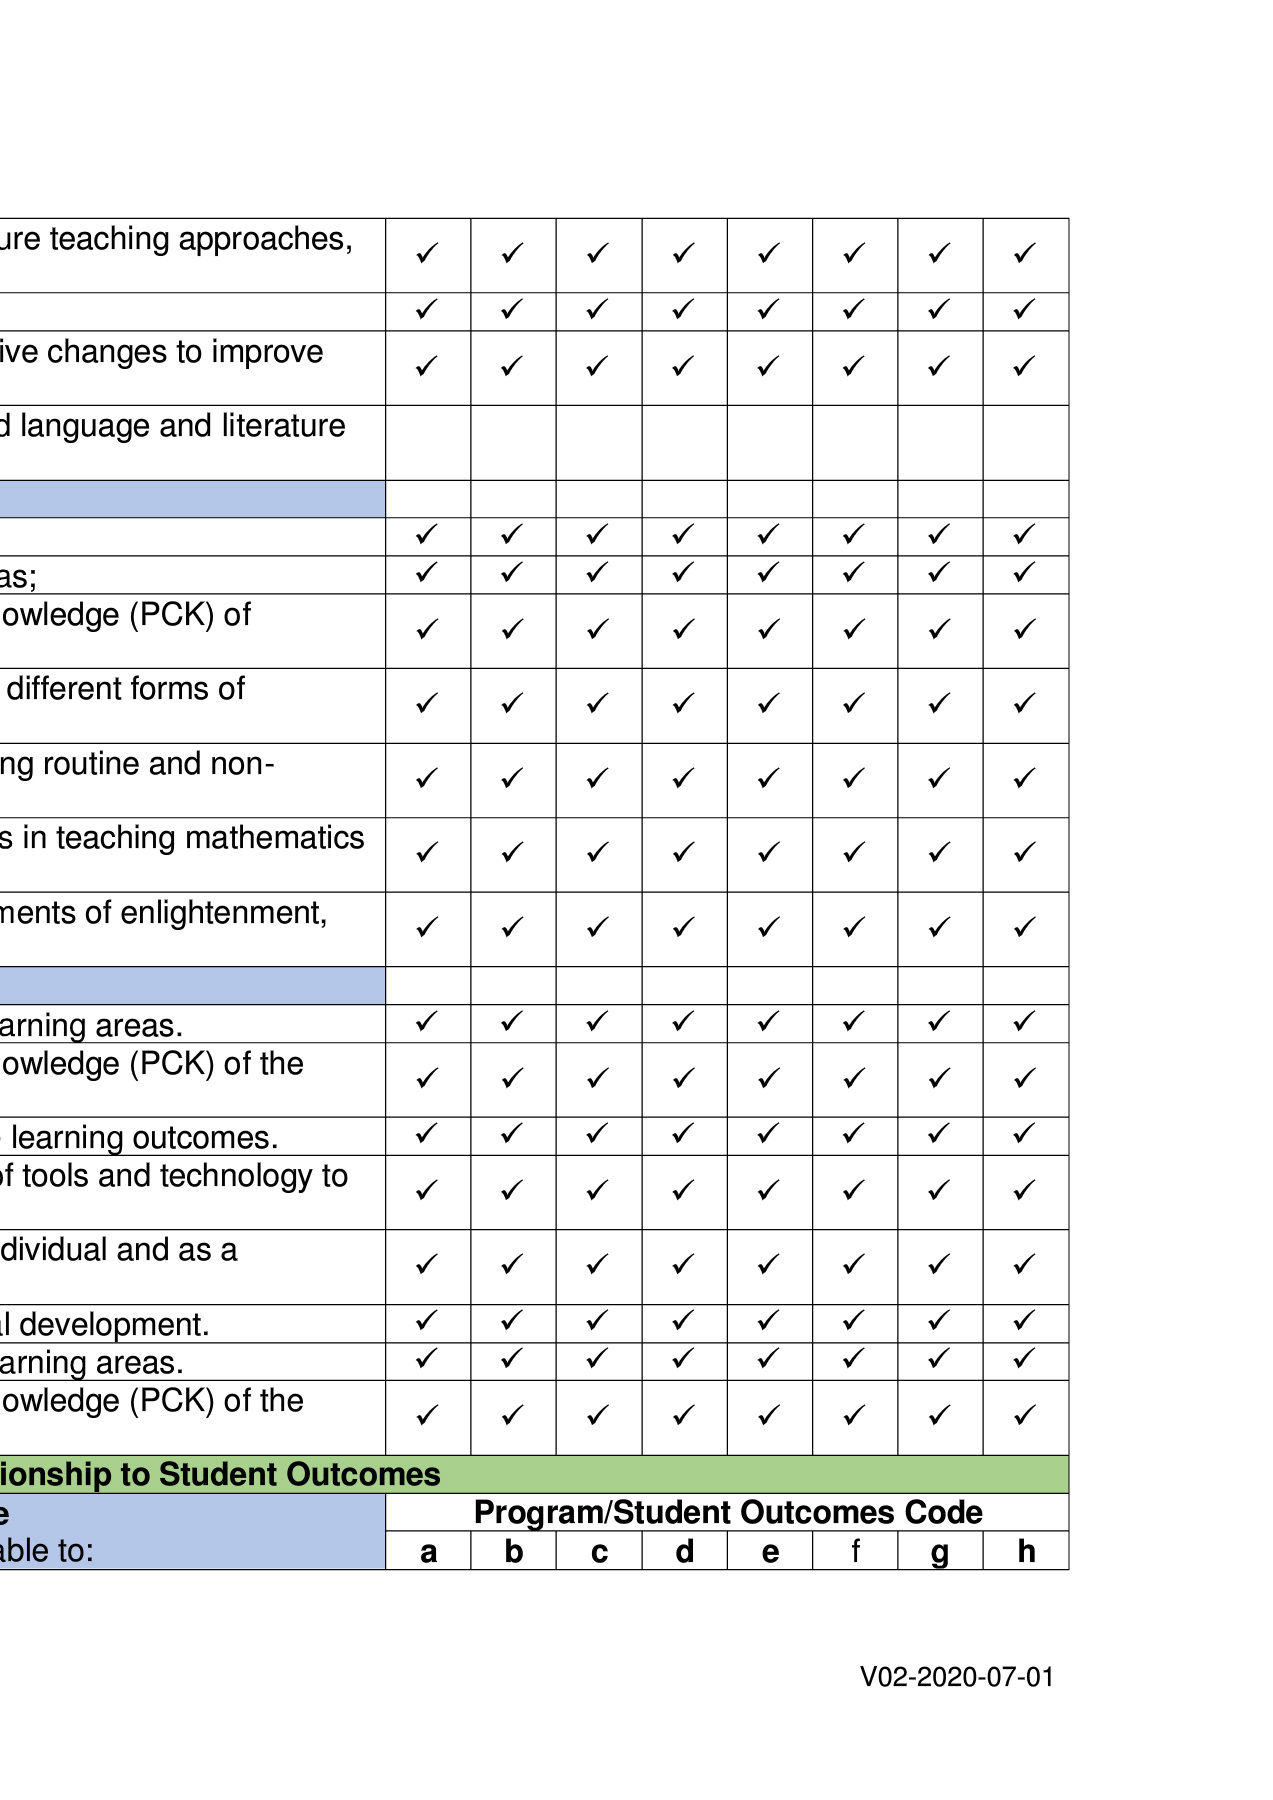 ure teaching approaches, ✓ ✓ ✓ ✓ ✓ ✓ ✓ ✓
✓ ✓ ✓ ✓ ✓ ✓ ✓ ✓
ive changes to improve ✓ ✓ ✓ ✓ ✓ ✓ ✓ ✓
d language and literature
✓ ✓ ✓ ✓ ✓ ✓ ✓ ✓
as; ✓ ✓ ✓ ✓ ✓ ✓ ✓ ✓
owledge (PCK) of ✓ ✓ ✓ ✓ ✓ ✓ ✓ ✓
different forms of ✓ ✓ ✓ ✓ ✓ ✓ ✓ ✓
ng routine and non- ✓ ✓ ✓ ✓ ✓ ✓ ✓ ✓
s in teaching mathematics ✓ ✓ ✓ ✓ ✓ ✓ ✓ ✓
ments of enlightenment, ✓ ✓ ✓ ✓ ✓ ✓ ✓ ✓
arning areas. ✓ ✓ ✓ ✓ ✓ ✓ ✓ ✓
owledge (PCK) of the ✓ ✓ ✓ ✓ ✓ ✓ ✓ ✓
learning outcomes. ✓ ✓ ✓ ✓ ✓ ✓ ✓ ✓
of tools and technology to ✓ ✓ ✓ ✓ ✓ ✓ ✓ ✓
dividual and as a ✓ ✓ ✓ ✓ ✓ ✓ ✓ ✓
al development. ✓ ✓ ✓ ✓ ✓ ✓ ✓ ✓
arning areas. ✓ ✓ ✓ ✓ ✓ ✓ ✓ ✓
owledge (PCK) of the ✓ ✓ ✓ ✓ ✓ ✓ ✓ ✓
ionship to Student Outcomes
e Program/Student Outcomes Code
able to: a b c d e f g h
V02-2020-07-01